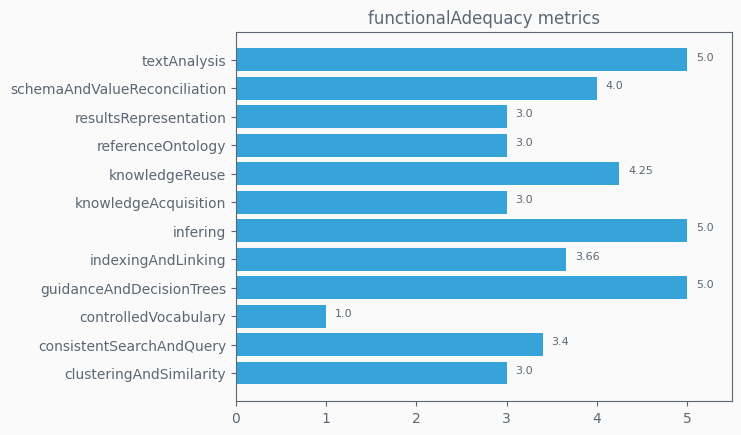 functionalAdequacy metrics
textAnalysis 5.0
schemaAndValueReconciliation 4.0
resultsRepresentation 3.0
referenceOntology 3.0
knowledgeReuse 4.25
knowledgeAcquisition 3.0
infering 5.0
indexingAndLinking 3.66
guidanceAndDecisionTrees 5.0
controlledVocabulary 1.0
consistentSearchAndQuery 3.4
clusteringAndSimilarity 3.0
0 1 2 3 4 5